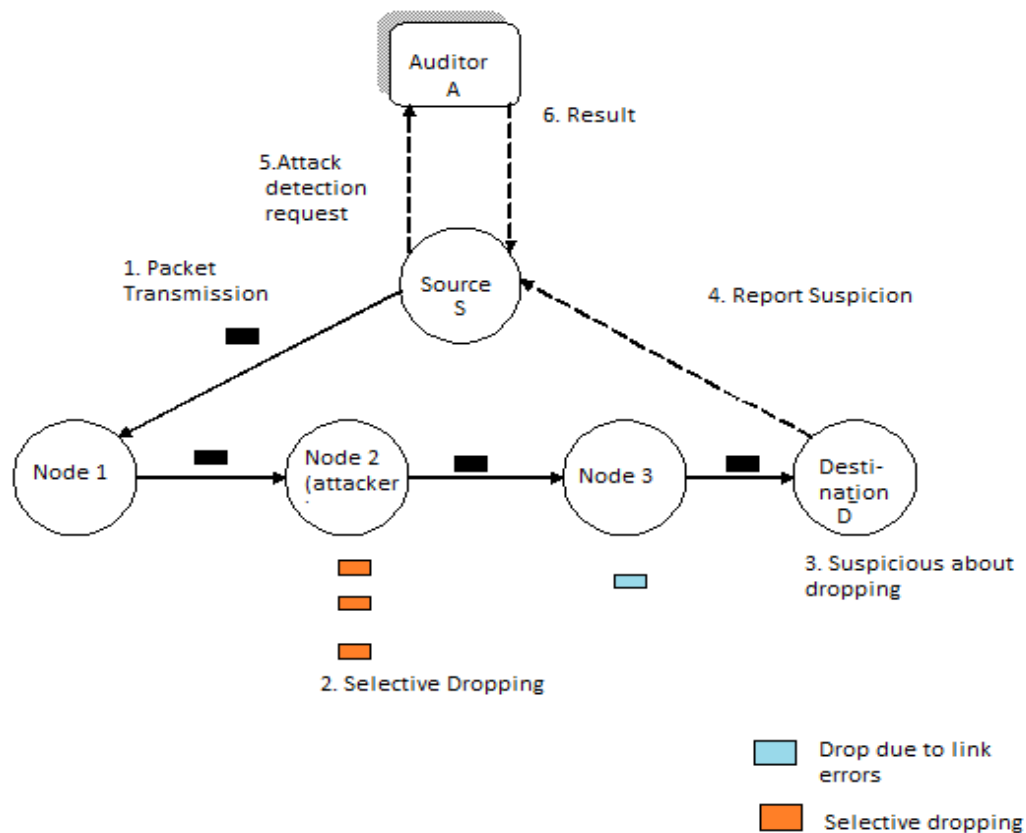 Auditor
A
6. Result
5.Attack
detection
request
1. Packet
Transmission
Source
S
4. Report Suspicion
Node 1
Node 2
(attacker
Node 3
Desti-
nation
D
3. Suspicious about
dropping
2. Selective Dropping
Drop due to link
errors
Selective dropping